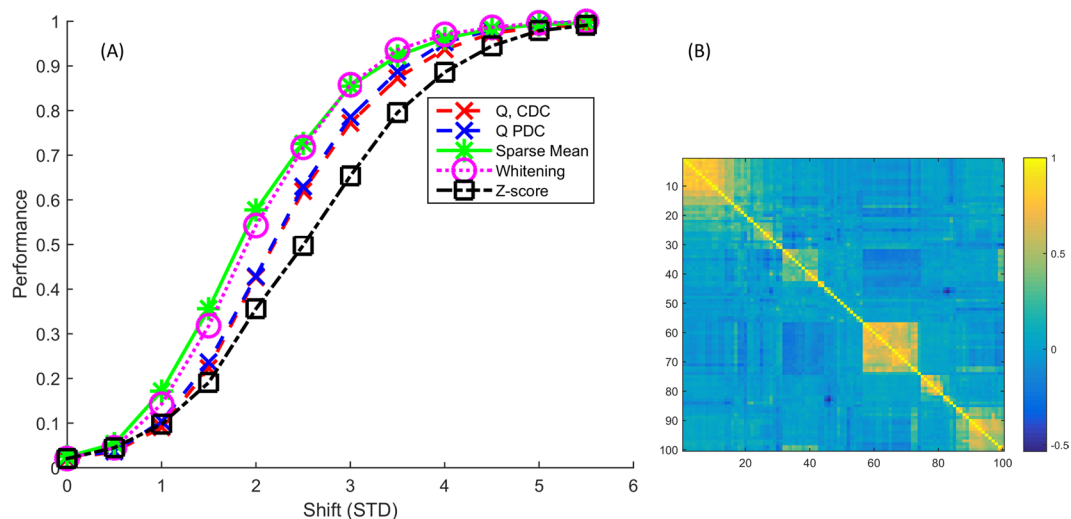 (A)
Performance
1
0.9
0.8
0.7
0.6
0.5
0.4
0.3
0.2
0.1
0
0 1 2 3 4 5 6
Shift (STD)
Q, CDC
Q PDC
Sparse Mean
Whitening
Z-score
(B)
10
20
30
40
50
60
70
80
90
100
20 40 60 80 100
1
0.5
0
-0.5